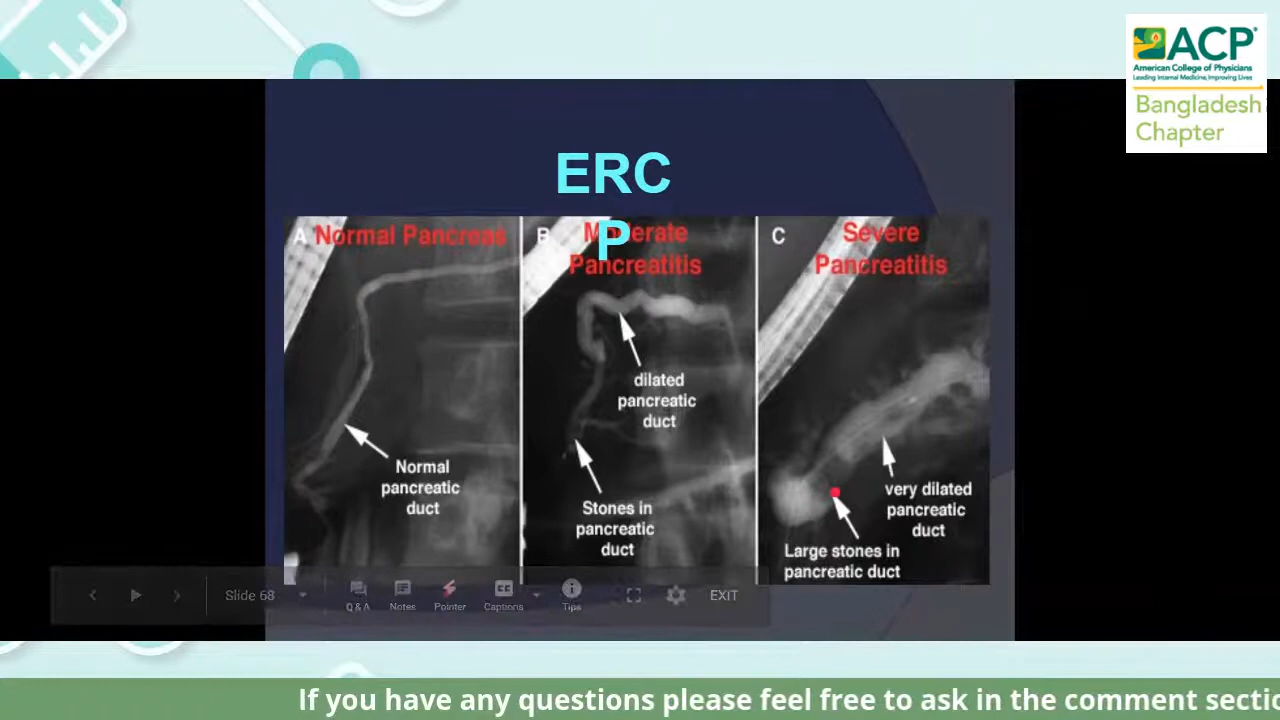 ACP
American College of Physicians
Leading Internal Medicine, Improving Lives
Bangladesh
Chapter
ERC
P
A Normal Pancreas
Normal
pancreatic
duct
B Moderate
Pancreatitis
dilated
pancreatic
duct
Stones in
pancreatic
duct
C Severe
Pancreatitis
very dilated
pancreatic
duct
Large stones in
pancreatic duct
Slide 68
Q & A
Notes
Pointer
CC
Captions
Tips
EXIT
If you have any questions please feel free to ask in the comment sectio